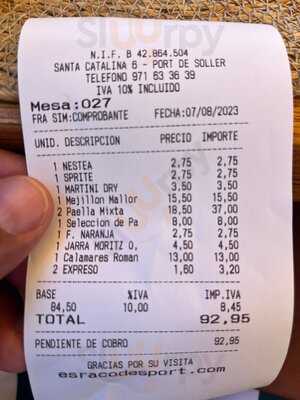 N.I.F. B 42.864.504
SANTA CATALINA 6 - PORT DE SOLLER
TELEFONO 971 63 36 39
IVA 10% INCLUIDO
Mesa:027
FRA SIM:COMPROBANTE FECHA:07/08/2023
UNID. DESCRIPCIÓN PRECIO IMPORTE
1 NESTEA 2,75 2,75
1 SPRITE 2,75 2,75
1 MARTINI DRY 3,50 3,50
1 Mejillon Mallor 15,50 15,50
2 Paella Mixta 18,50 37,00
1 Seleccion de Pa 8,00 8,00
1 F. NARANJA 2,75 2,75
1 JARRA MORITZ 0, 4,50 4,50
1 Calamares Roman 13,00 13,00
2 EXPRESO 1,60 3,20
BASE %IVA IMP.IVA
84,50 10,00 8,45
TOTAL 92,95
PENDIENTE DE COBRO 92,95
GRACIAS POR SU VISITA
esracodesport.com